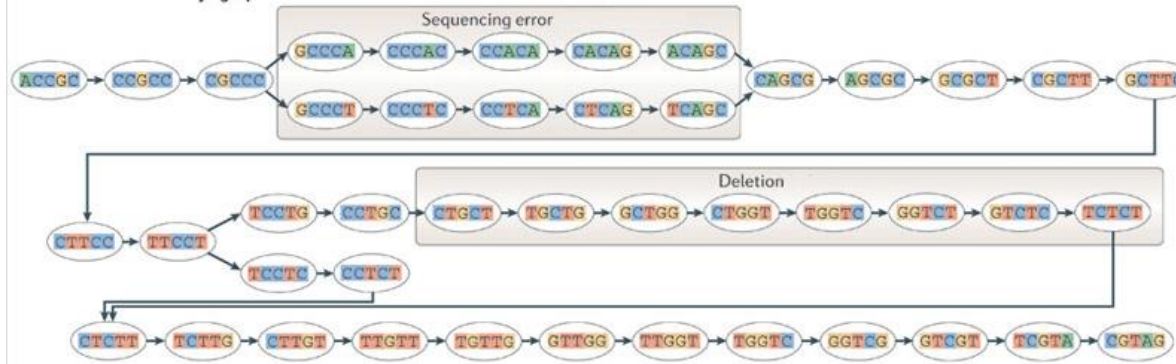 Sequencing error
GCCCA CCCAC CCACA CACAG ACAGC
ACCGC CCGCC CGCCC CAGCG AGCGC GCGCT CGCTT GCTTC
GCCCT CCCTC CCTCA CTCAG TCAGC
Deletion
TCCTG CCTGC CTGCT TGCTG GCTGG CTGGT TGGTC GGTCT GTCTC TCTCT
CTTCC TTCCT
TCCTC CCTCT
CTCTT TCTTG CTTGT TTGTT TGTTG GTTGG TTGGT TGGTC GGTCG GTCGT TCGTA CGTAG